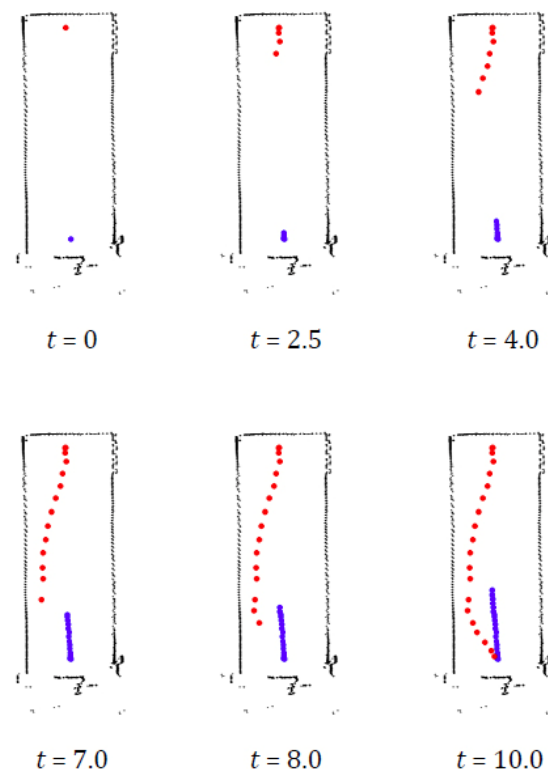 t = 0
t = 2.5
t = 4.0
t = 7.0
t = 8.0
t = 10.0